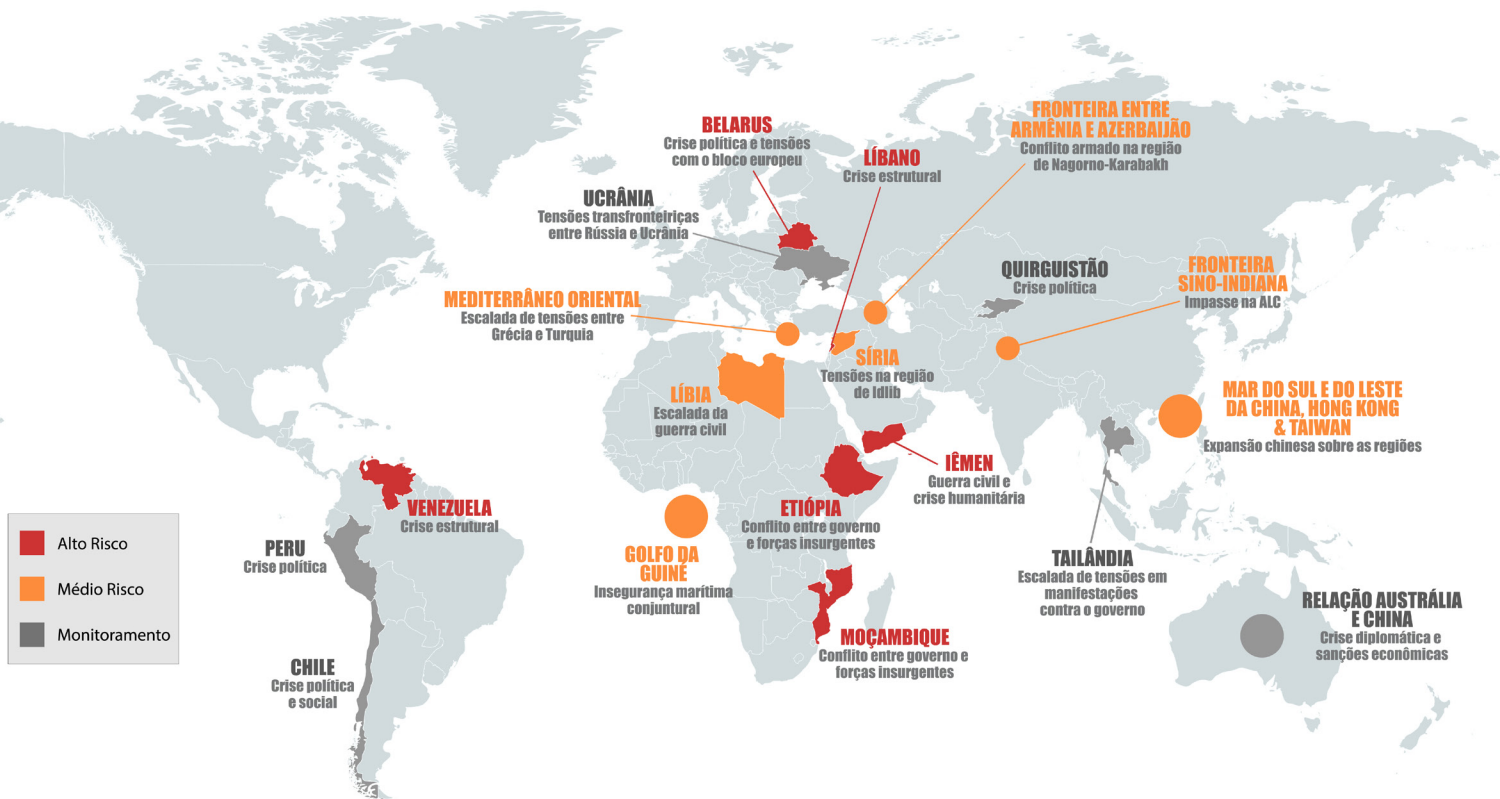 BELARUS
Crise política e tensões
com o bloco europeu
LÍBANO
Crise estrutural
FRONTEIRA ENTRE
ARMÊNIA E AZERBAIJÃO
Conflito armado na região
de Nagorno-Karabakh
UCRÂNIA
Tensões transfronteiriças
entre Rússia e Ucrânia
QUIRGUISTÃO
Crise política
FRONTEIRA
SINO-INDIANA
Impasse na ALC
MEDITERRÂNEO ORIENTAL
Escalada de tensões entre
Grécia e Turquia
SÍRIA
Tensões na região
de Idlib
LÍBIA
Escalada da
guerra civil
MAR DO SUL E DO LESTE
DA CHINA, HONG KONG
& TAIWAN
Expansão chinesa sobre as regiões
IÊMEN
Guerra civil e
crise humanitária
VENEZUELA
Crise estrutural
ETIÓPIA
Conflito entre governo
e forças insurgentes
PERU
Crise política
GOLFO DA
GUINÉ
Insegurança marítima
conjuntural
TAILÂNDIA
Escalada de tensões em
manifestações
contra o governo
RELAÇÃO AUSTRÁLIA
E CHINA
Crise diplomática e
sanções econômicas
MOÇAMBIQUE
Conflito entre governo e
forças insurgentes
CHILE
Crise política
e social
Alto Risco
Médio Risco
Monitoramento